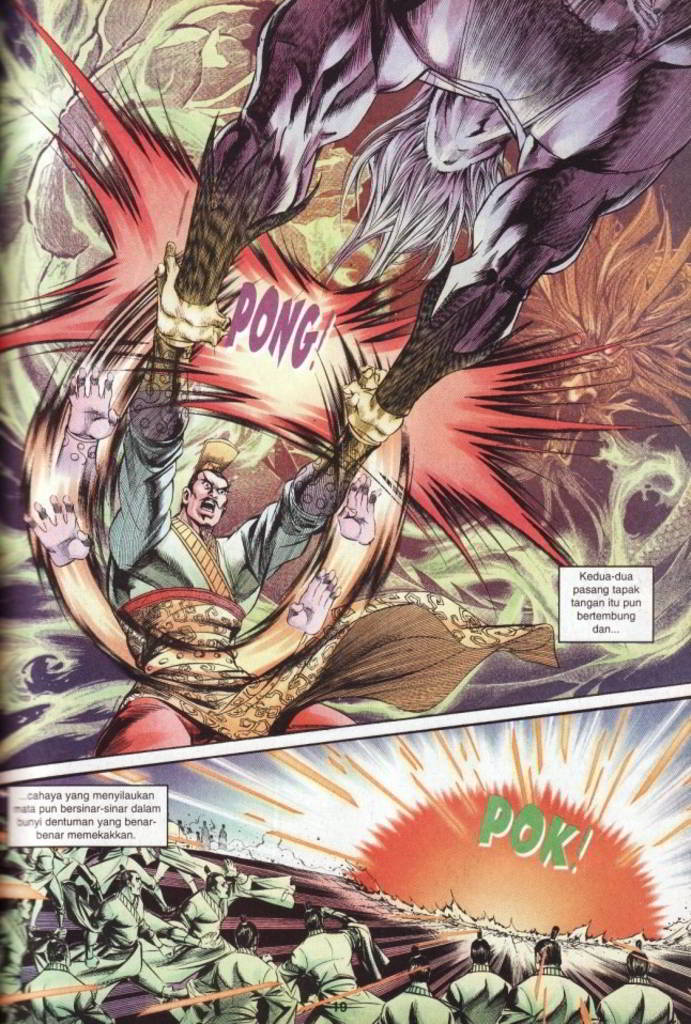 PONG!
Kedua-dua
pasang tapak
tangan itu pun
bertembung
dan...
...cahaya yang menyilaukan
mata pun bersinar-sinar dalam
bunyi dentuman yang benar-
benar memekakkan.
POK!
10